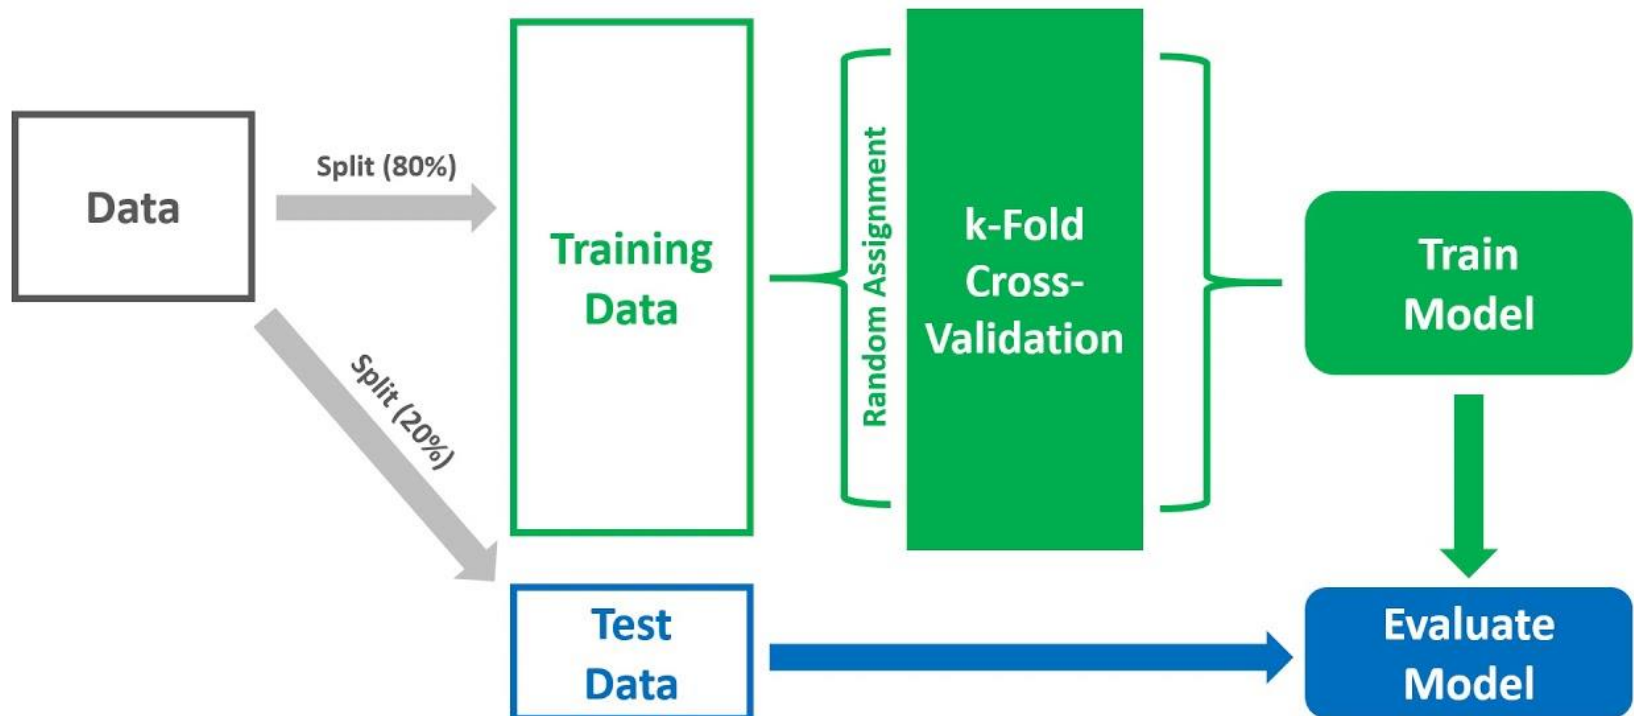 Data
Split (80%)
Split (20%)
Training
Data
Random Assignment
k-Fold
Cross-
Validation
Train
Model
Test
Data
Evaluate
Model